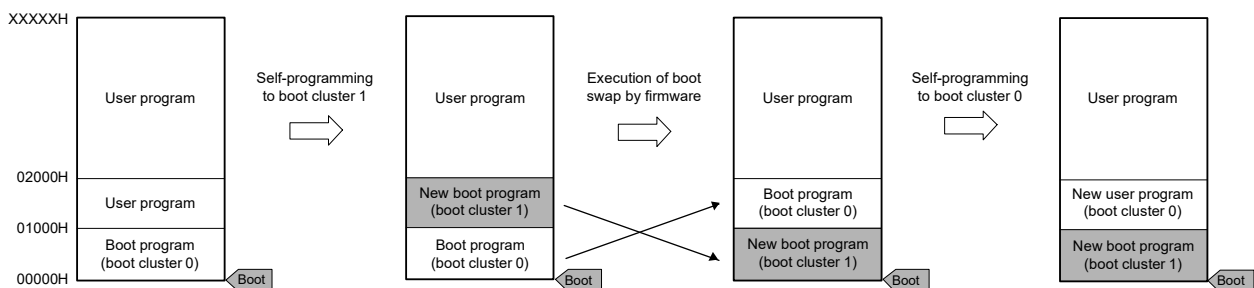 XXXXXH
02000H
01000H
00000H
User program
User program
Boot program
(boot cluster 0)
Boot
Self-programming
to boot cluster 1
User program
New boot program
(boot cluster 1)
Boot program
(boot cluster 0)
Boot
Execution of boot
swap by firmware
User program
Boot program
(boot cluster 0)
New boot program
(boot cluster 1)
Boot
Self-programming
to boot cluster 0
User program
New user program
(boot cluster 0)
New boot program
(boot cluster 1)
Boot